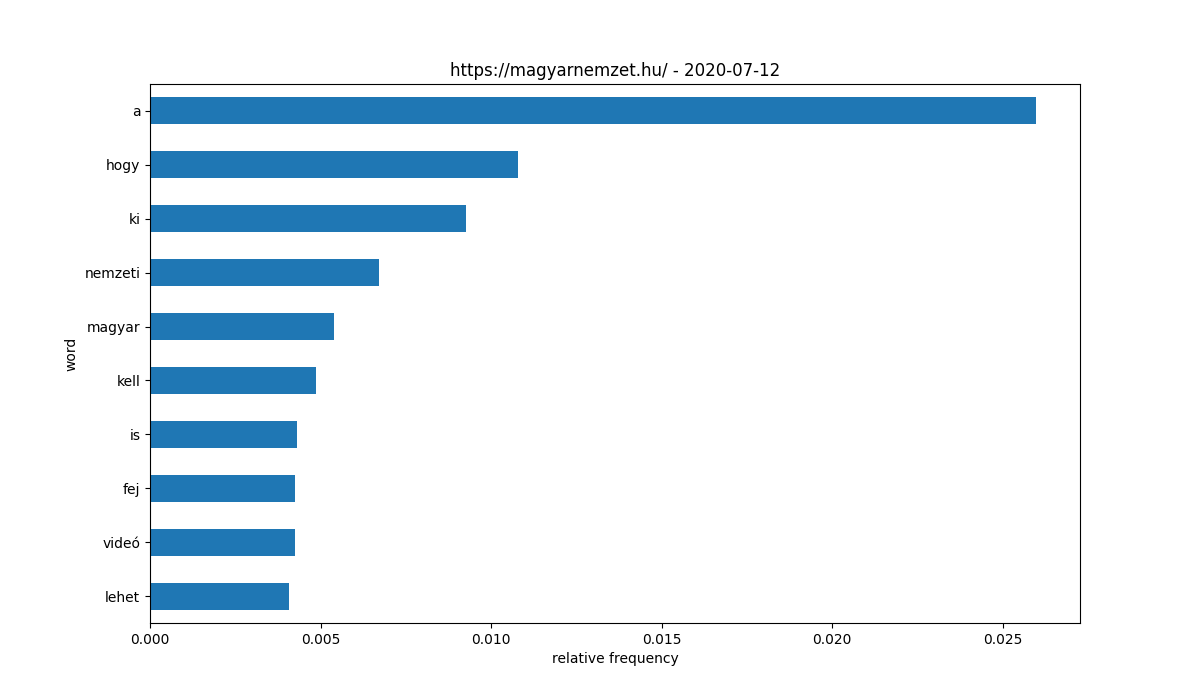 https://magyarnemzet.hu/ - 2020-07-12
a
hogy
ki
nemzeti
magyar
kell
is
fej
videó
lehet
word
0.000 0.005 0.010 0.015 0.020 0.025
relative frequency